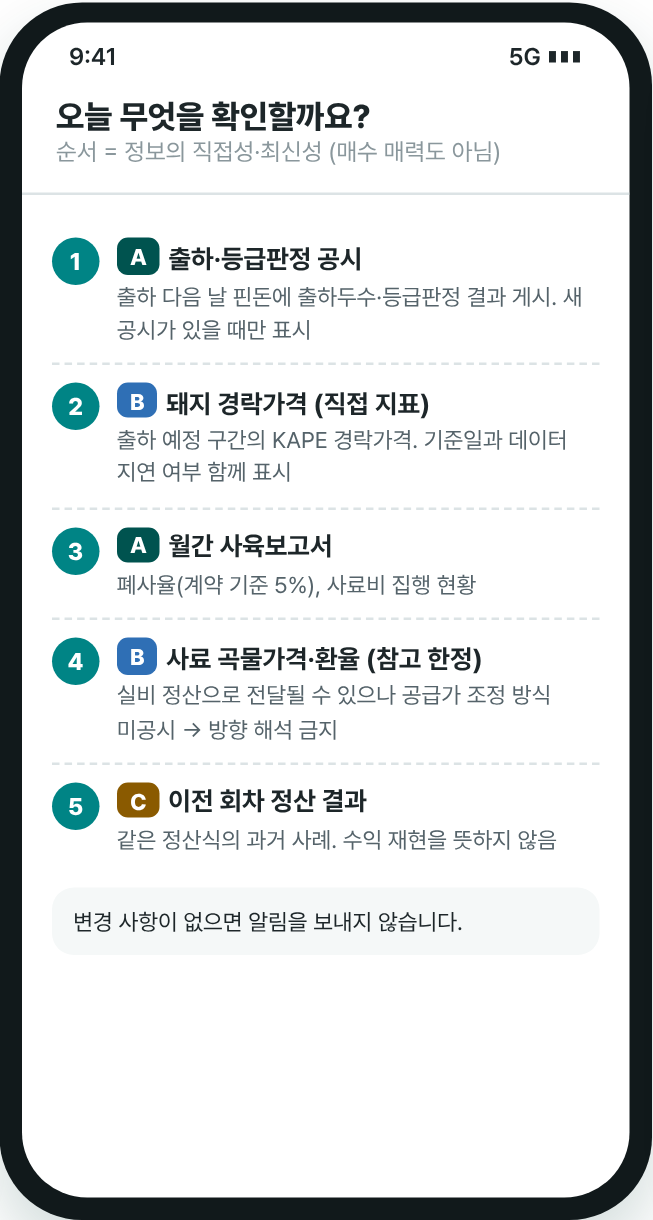 9:41 5G
오늘 무엇을 확인할까요?
순서 = 정보의 직접성·최신성 (매수 매력도 아님)
1 A 출하·등급판정 공시
출하 다음 날 핀돈에 출하두수·등급판정 결과 게시. 새
공시가 있을 때만 표시
2 B 돼지 경락가격 (직접 지표)
출하 예정 구간의 KAPE 경락가격. 기준일과 데이터
지연 여부 함께 표시
3 A 월간 사육보고서
폐사율(계약 기준 5%), 사료비 집행 현황
4 B 사료 곡물가격·환율 (참고 한정)
실비 정산으로 전달될 수 있으나 공급가 조정 방식
미공시 → 방향 해석 금지
5 C 이전 회차 정산 결과
같은 정산식의 과거 사례. 수익 재현을 뜻하지 않음
변경 사항이 없으면 알림을 보내지 않습니다.